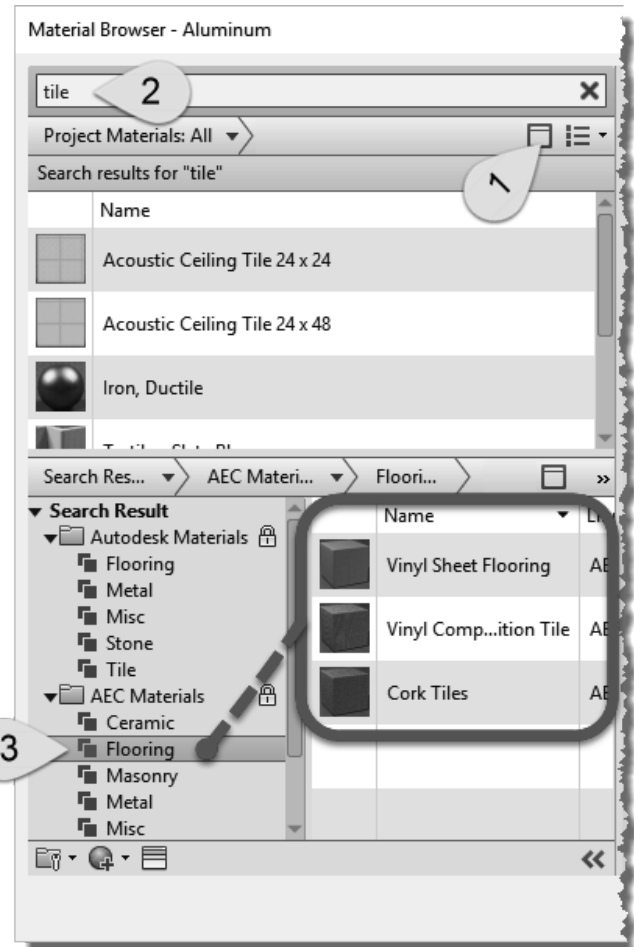 Material Browser - Aluminum
tile
2
Project Materials: All
1
Search results for "tile"
Name
Acoustic Ceiling Tile 24 x 24
Acoustic Ceiling Tile 24 x 48
Iron, Ductile
Search Res... AEC Materi... Floori... »
Search Result
Autodesk Materials
Flooring
Metal
Misc
Stone
Tile
AEC Materials
Ceramic
3
Flooring
Masonry
Metal
Misc
Name
Vinyl Sheet Flooring AE
Vinyl Comp...ition Tile AE
Cork Tiles AE